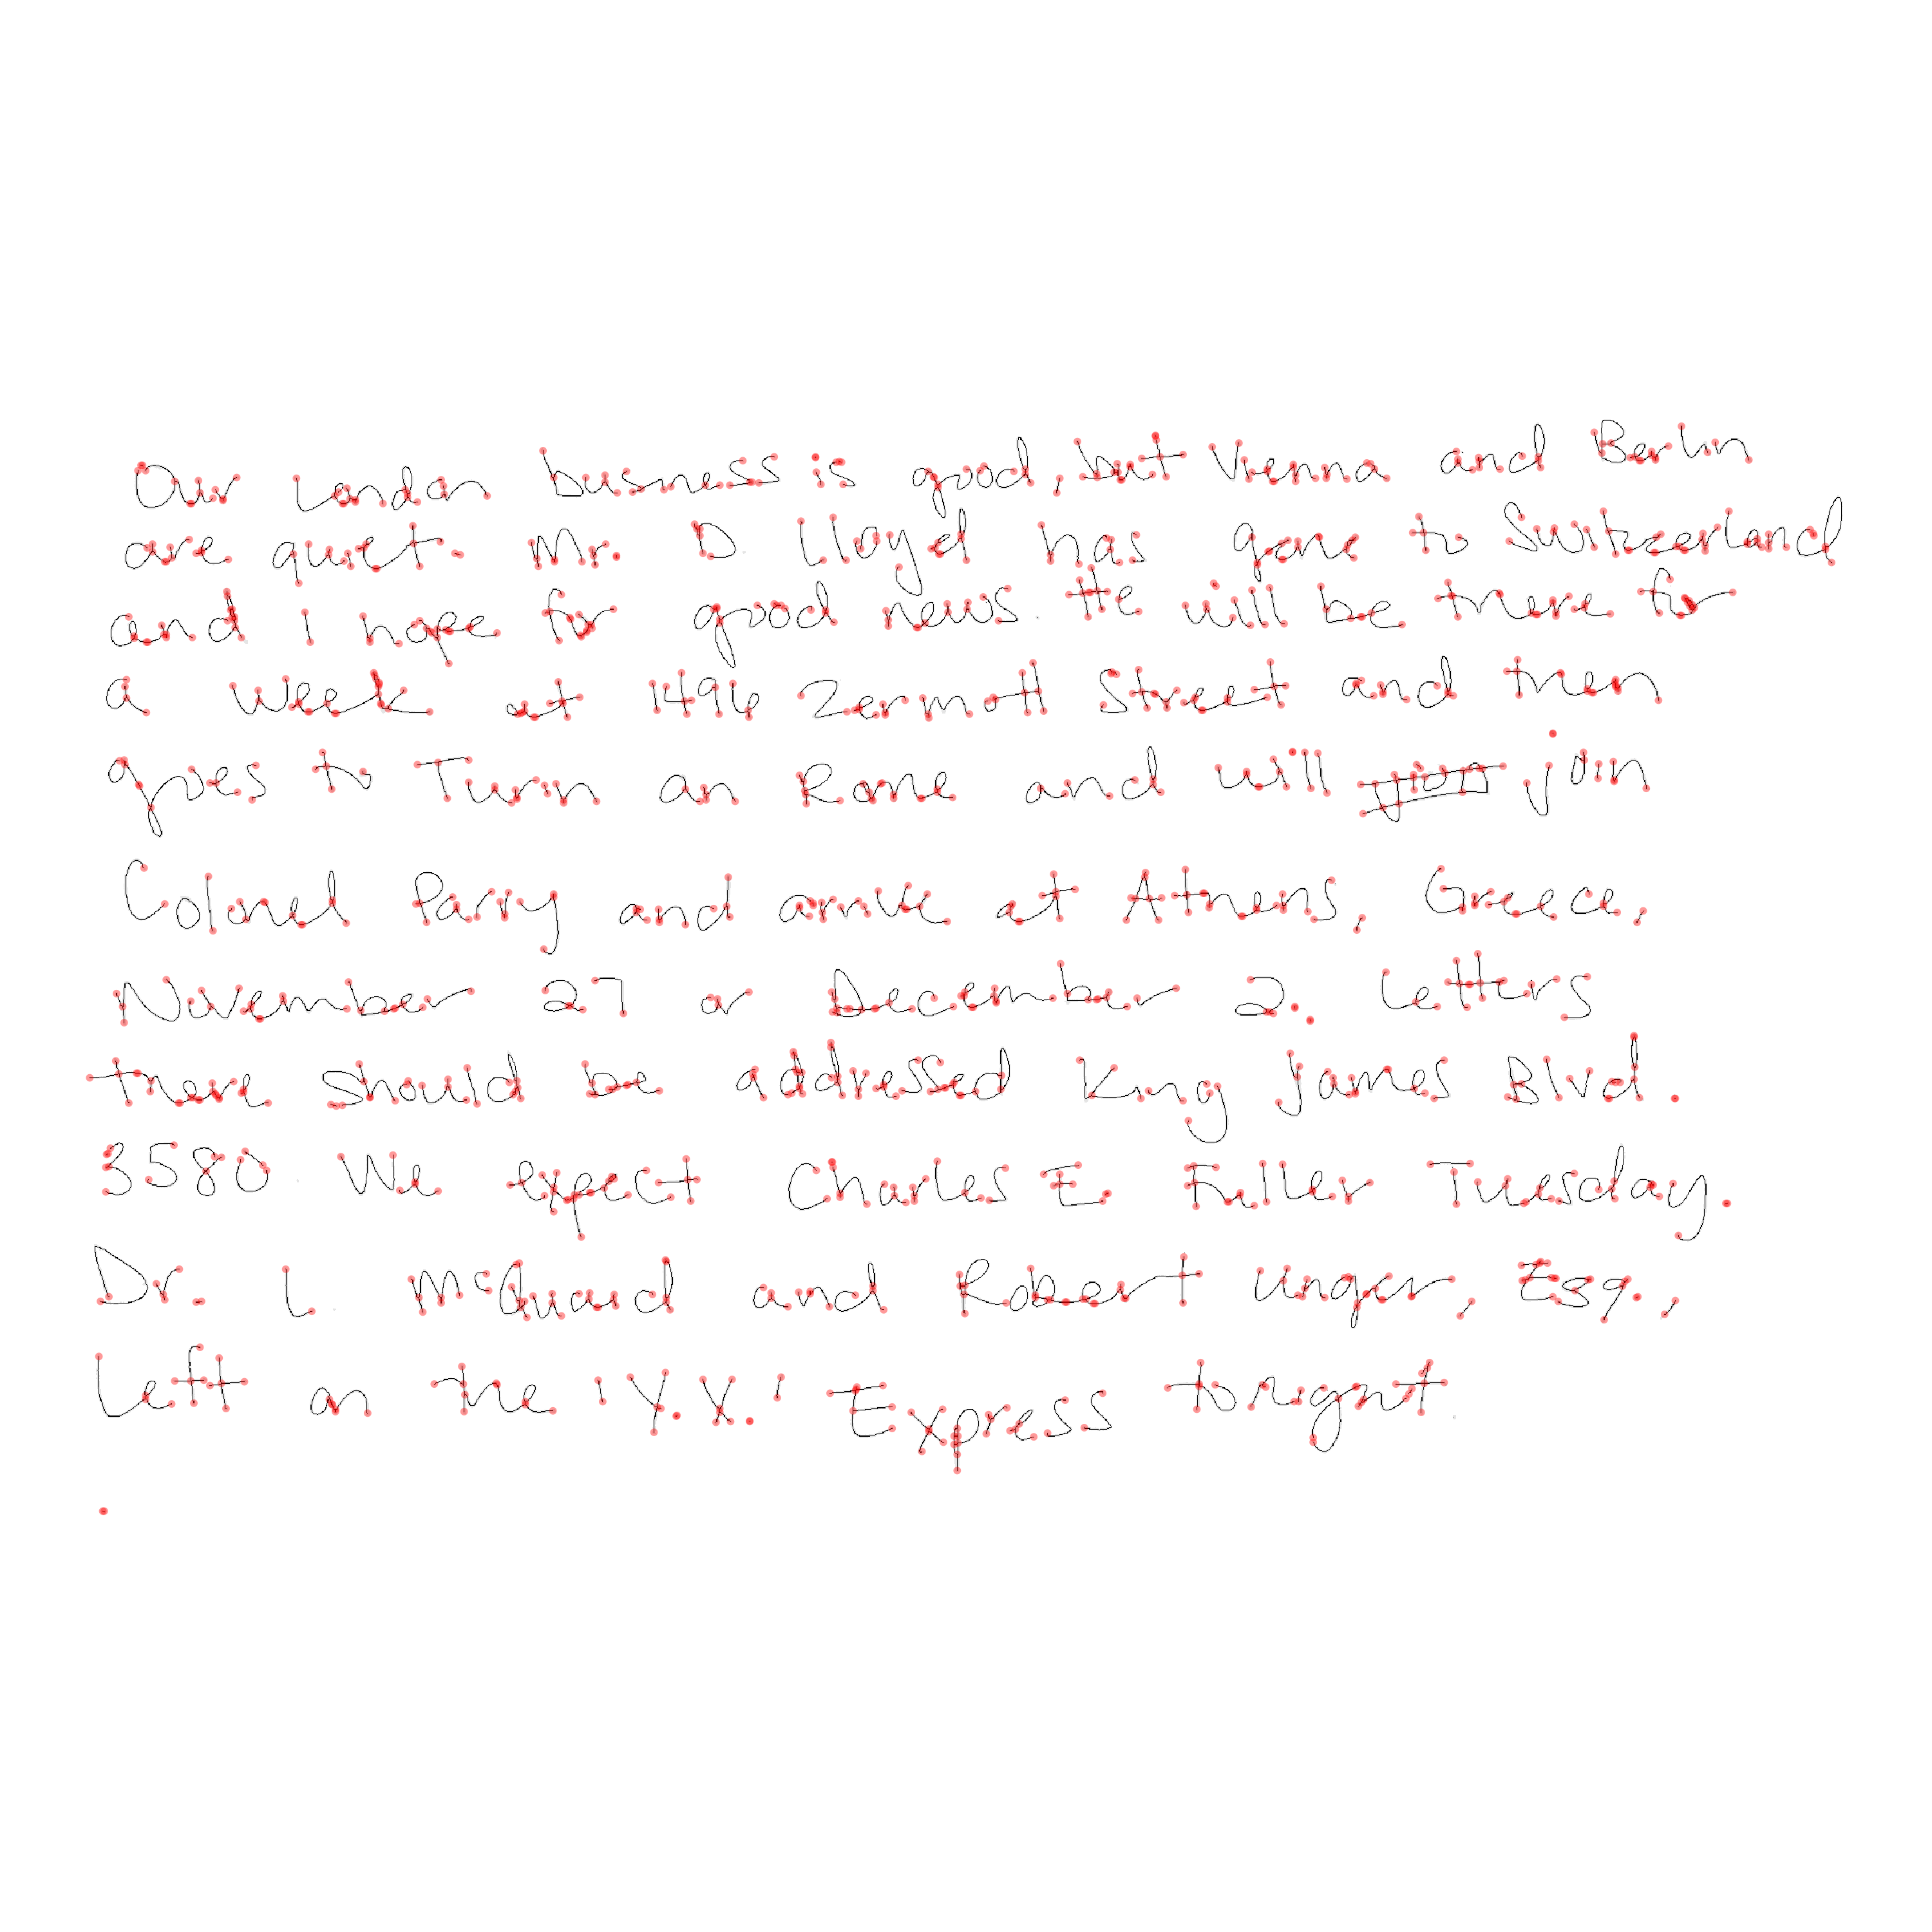 Our London business is good, but Vienna and Berlin
are quiet. Mr. D Lloyd has gone to Switzerland
and I hope for good news. He will be there for
a week at 1496 Zermott Street and then
goes to Turin an Rome and will join
Colonel Parry and arrive at Athens, Greece,
November 27 or December 2. Letters
there should be addressed King James Blvd.
3580. We expect Charles E. Fuller Tuesday.
Dr. L McQuaid and Robert Unger, Esq.,
left on the 'Y.X.' Express tonight.